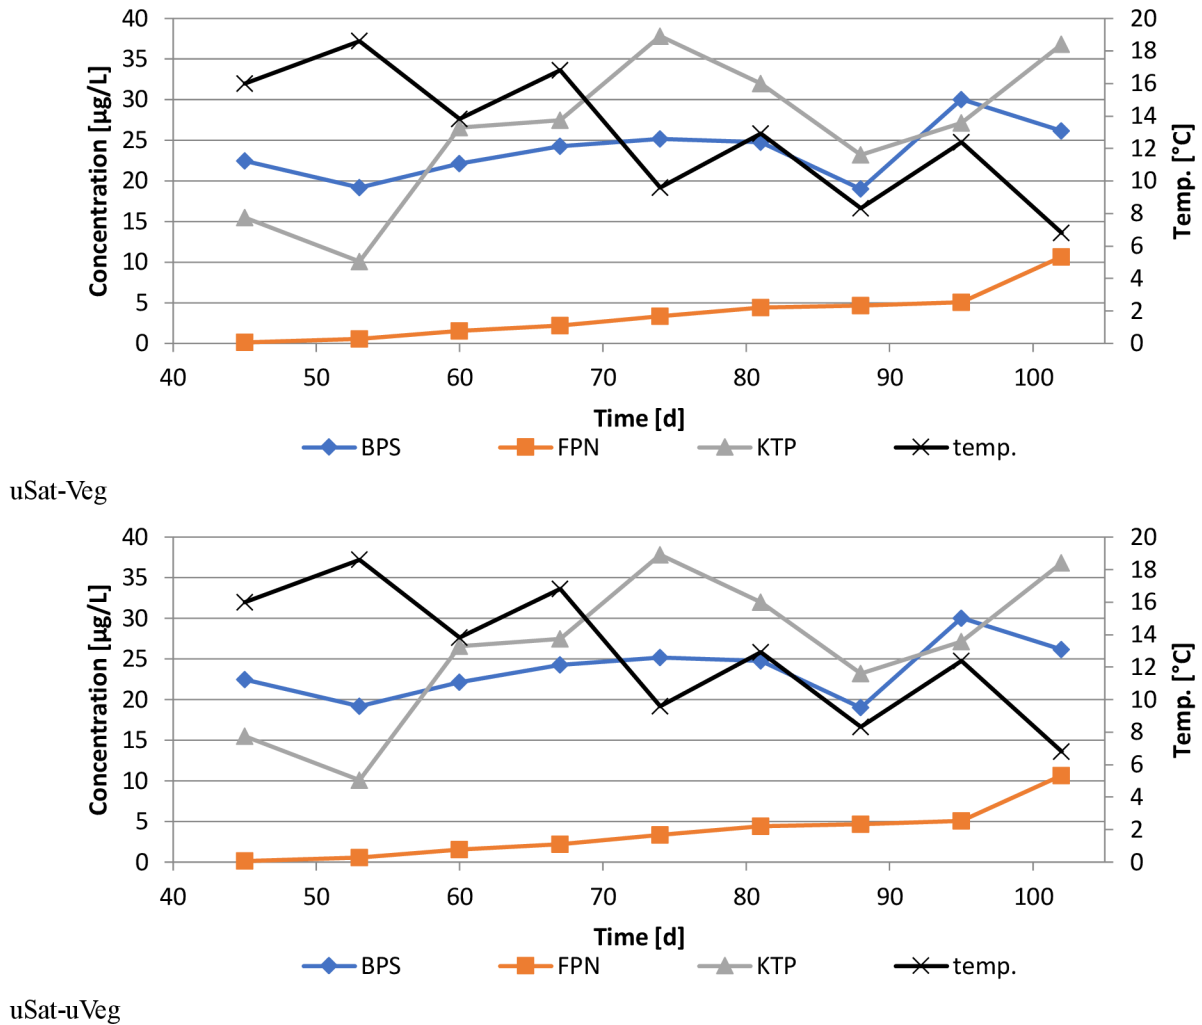 40 20
35 18
30 16
25 14
20 12
15 10
10 8
5 6
0 4
2
0
Concentration [µg/L]
Temp. [°C]
40 50 60 70 80 90 100
Time [d]
BPS FPN KTP temp.
uSat-Veg
40 20
35 18
30 16
25 14
20 12
15 10
10 8
5 6
0 4
2
0
Concentration [µg/L]
Temp. [°C]
40 50 60 70 80 90 100
Time [d]
BPS FPN KTP temp.
uSat-uVeg